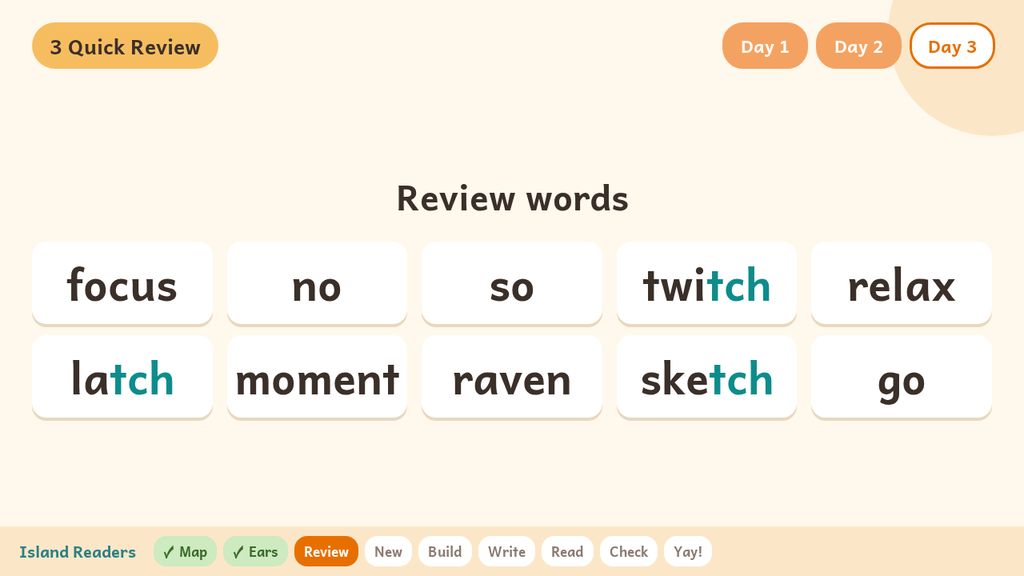 3 Quick Review
Day 1 Day 2 Day 3
Review words
focus no so twitch relax
latch moment raven sketch go
Island Readers ✓ Map ✓ Ears Review New Build Write Read Check Yay!